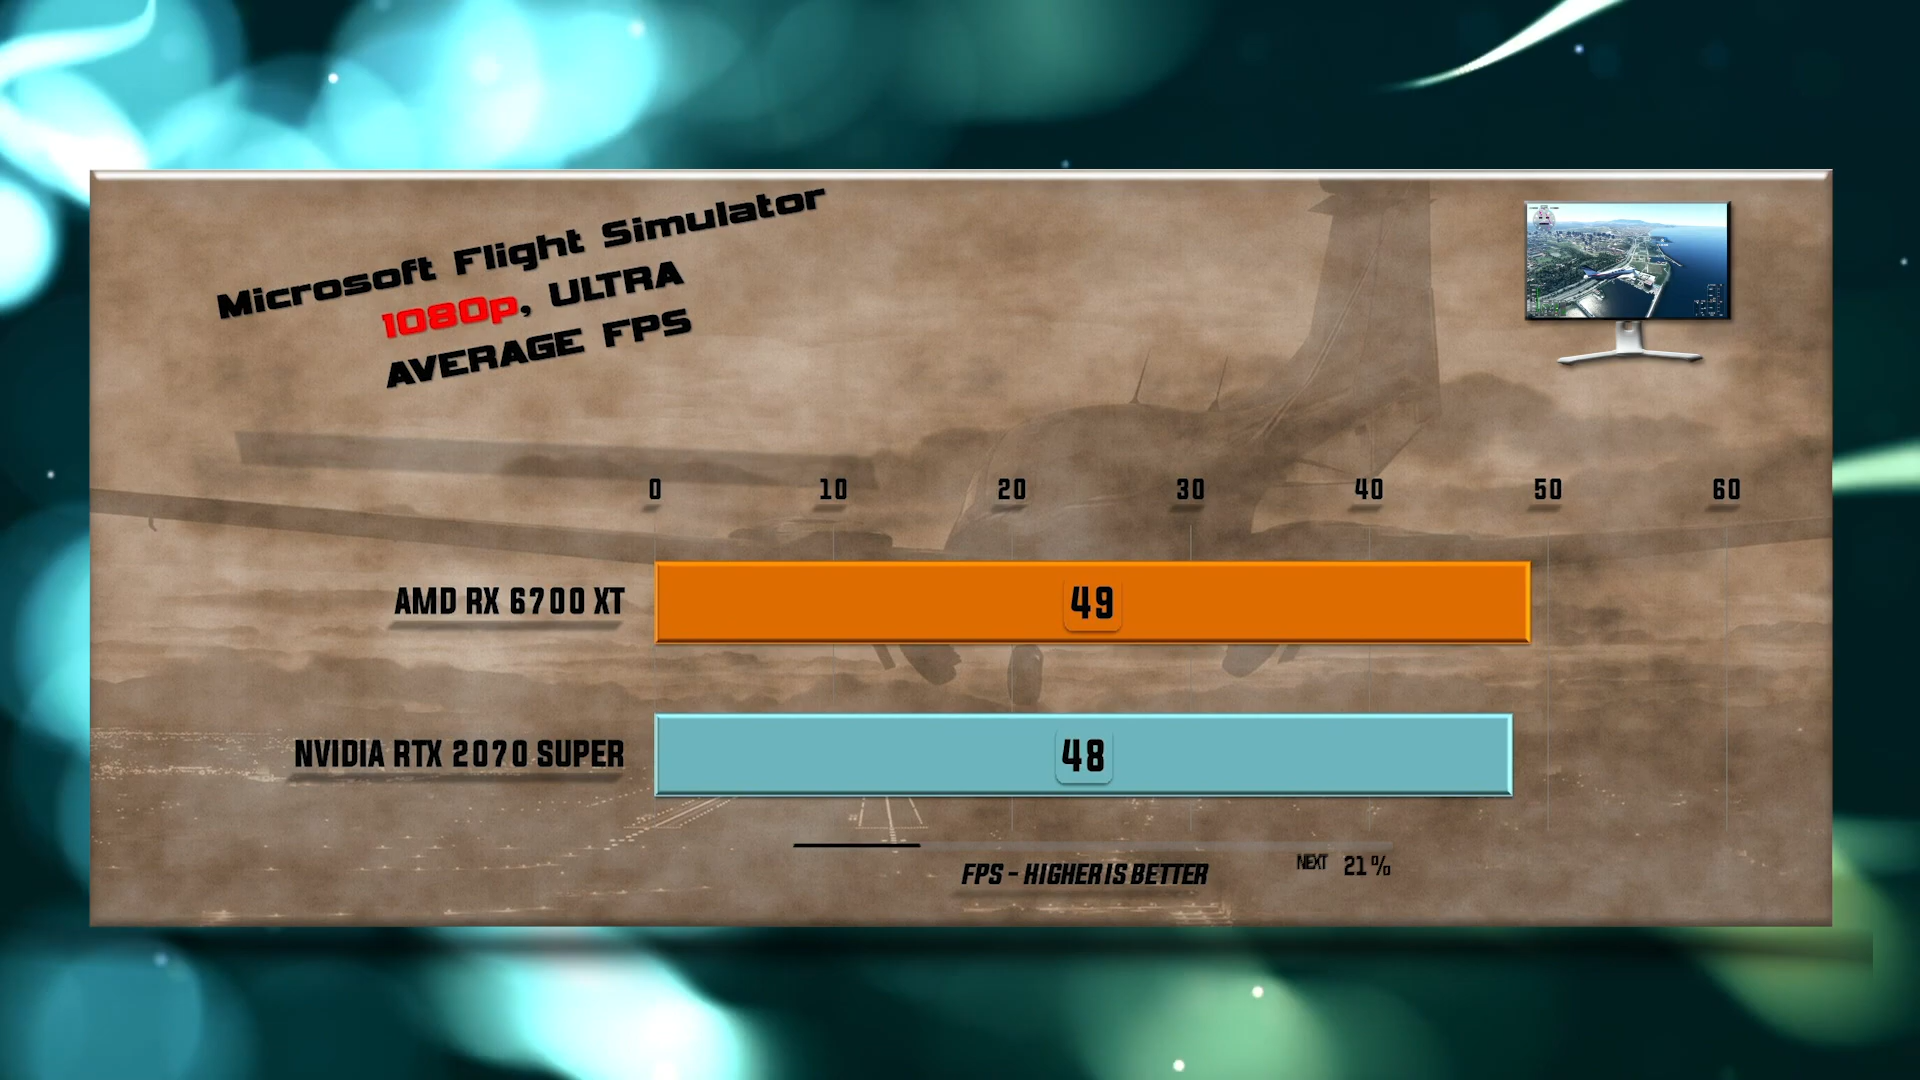 Microsoft Flight Simulator
1080p, ULTRA
AVERAGE FPS
0 10 20 30 40 50 60
AMD RX 6700 XT 49
NVIDIA RTX 2070 SUPER 48
FPS - HIGHER IS BETTER
NEXT 21%